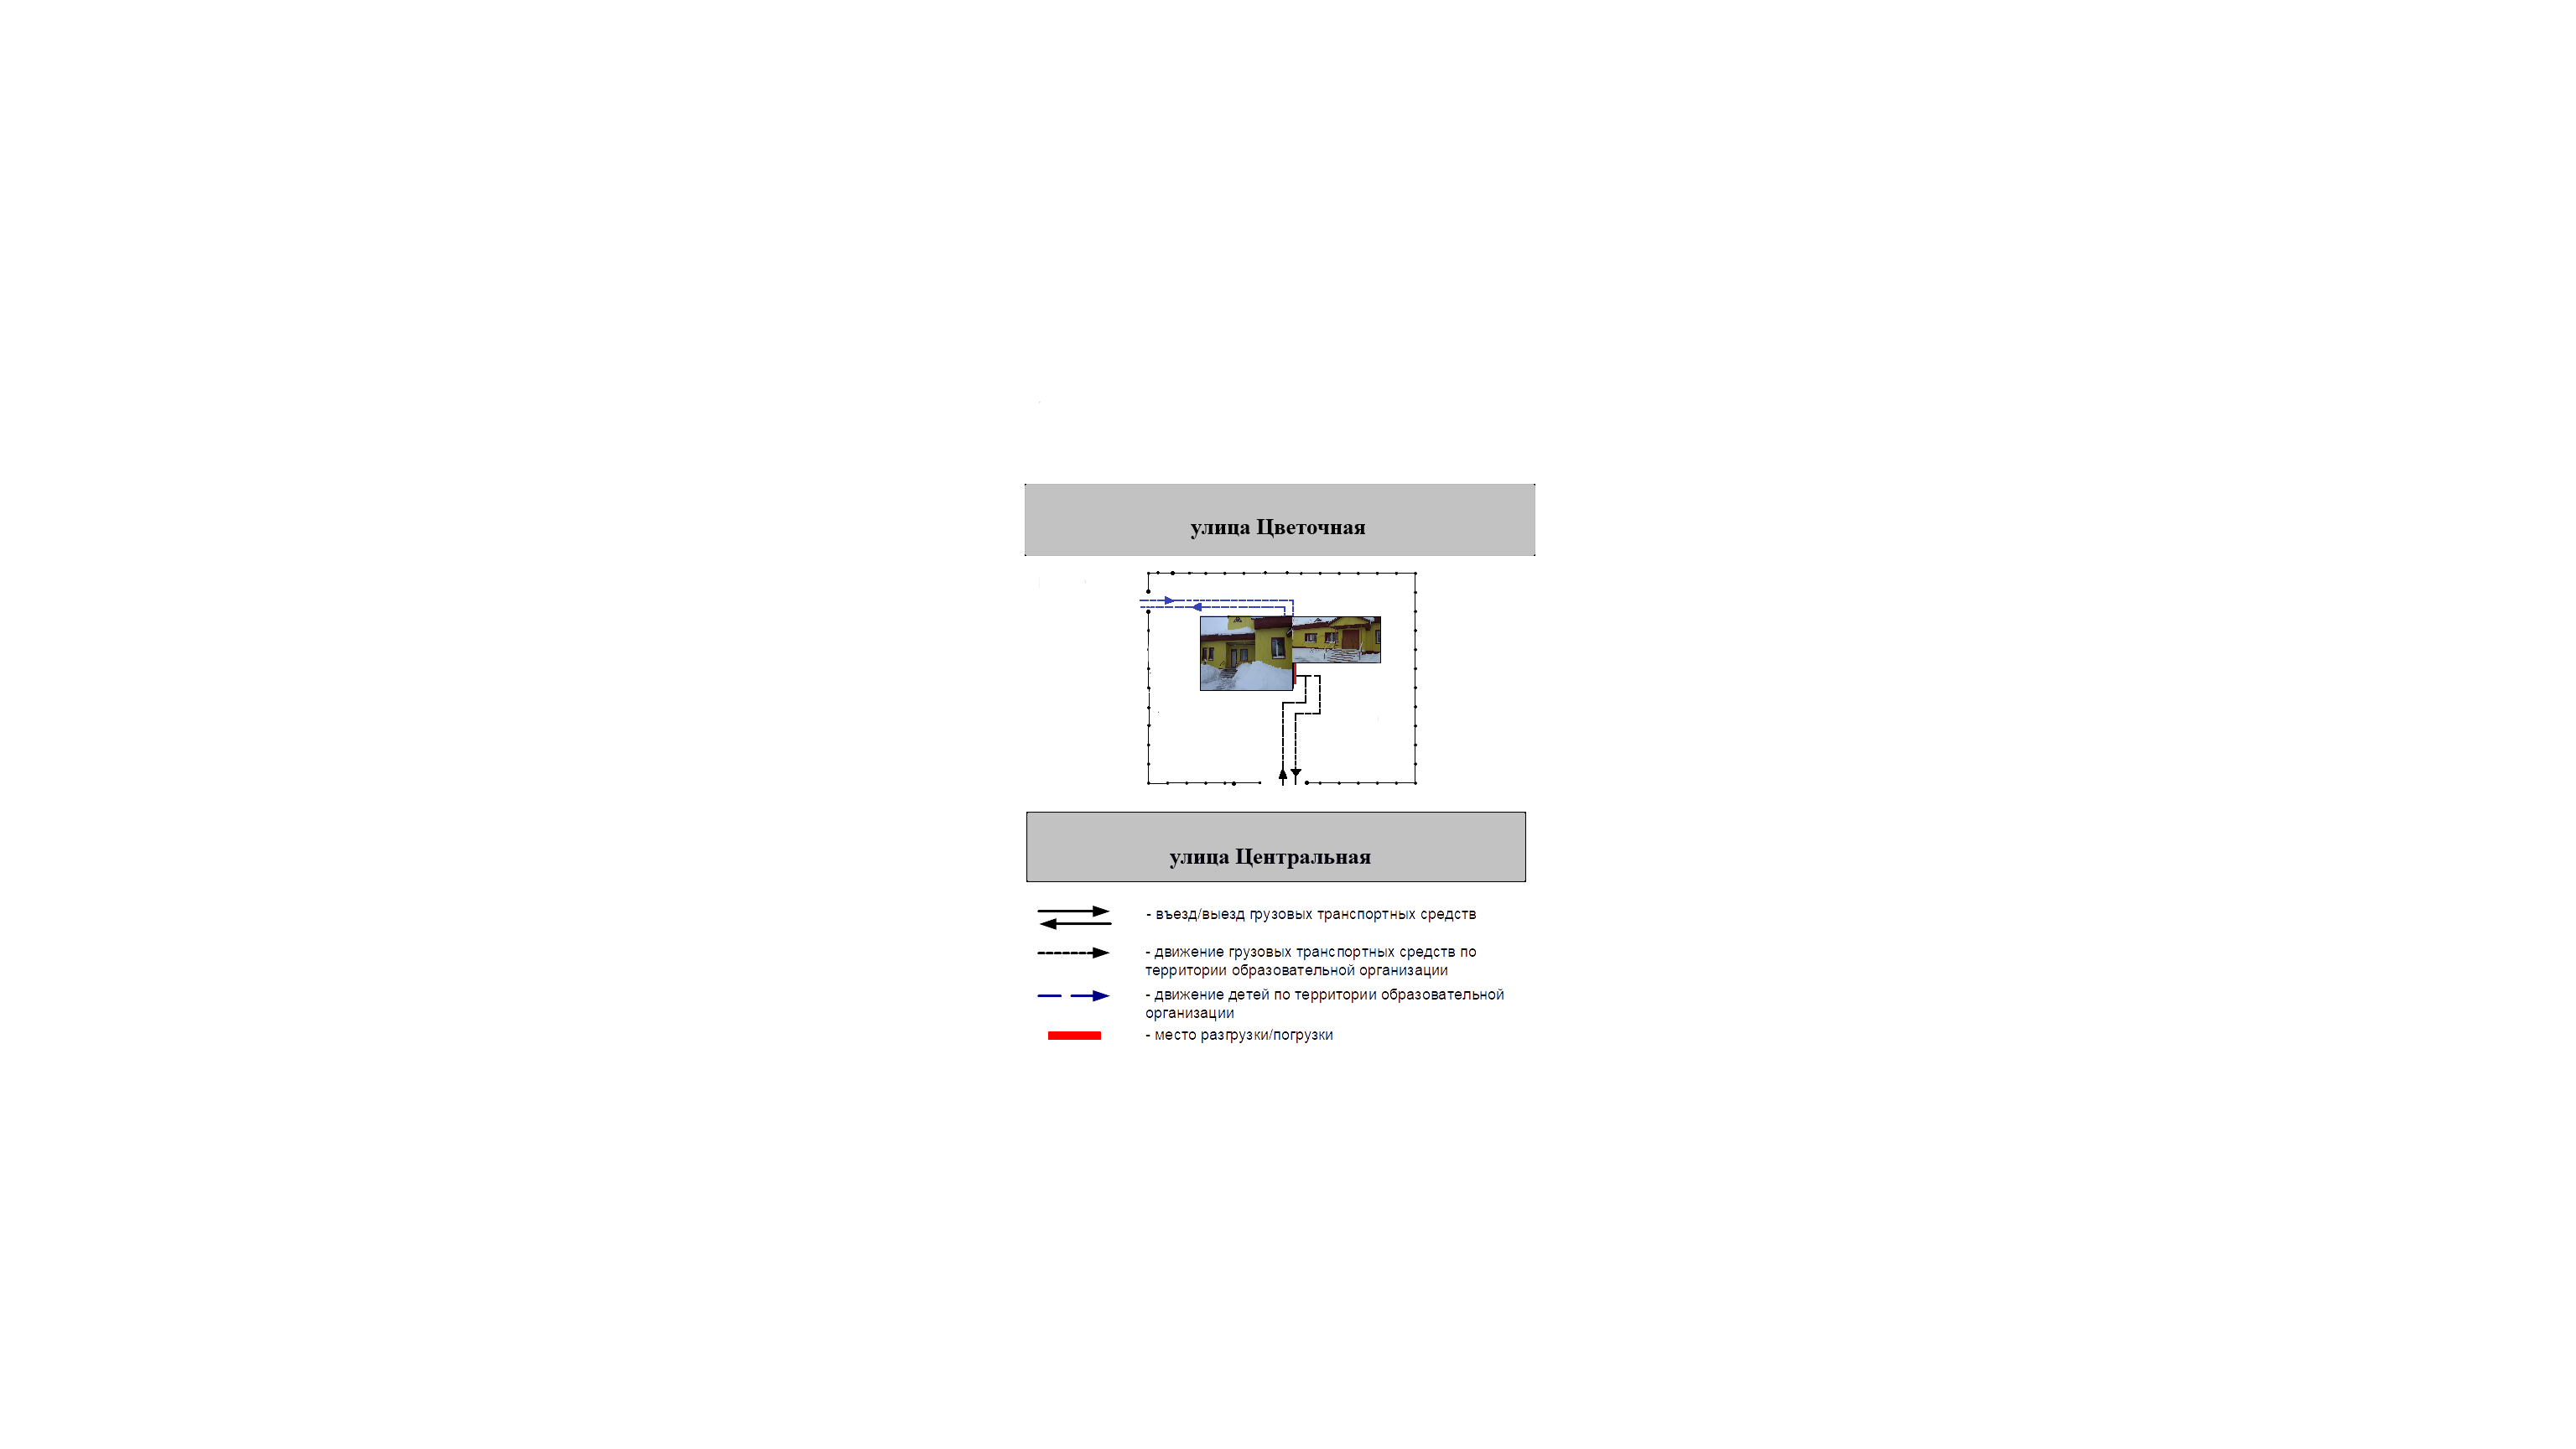 улица Цветочная
улица Центральная
- въезд/выезд грузовых транспортных средств
- движение грузовых транспортных средств по
территории образовательной организации
- движение детей по территории образовательной
организации
- место разгрузки/погрузки